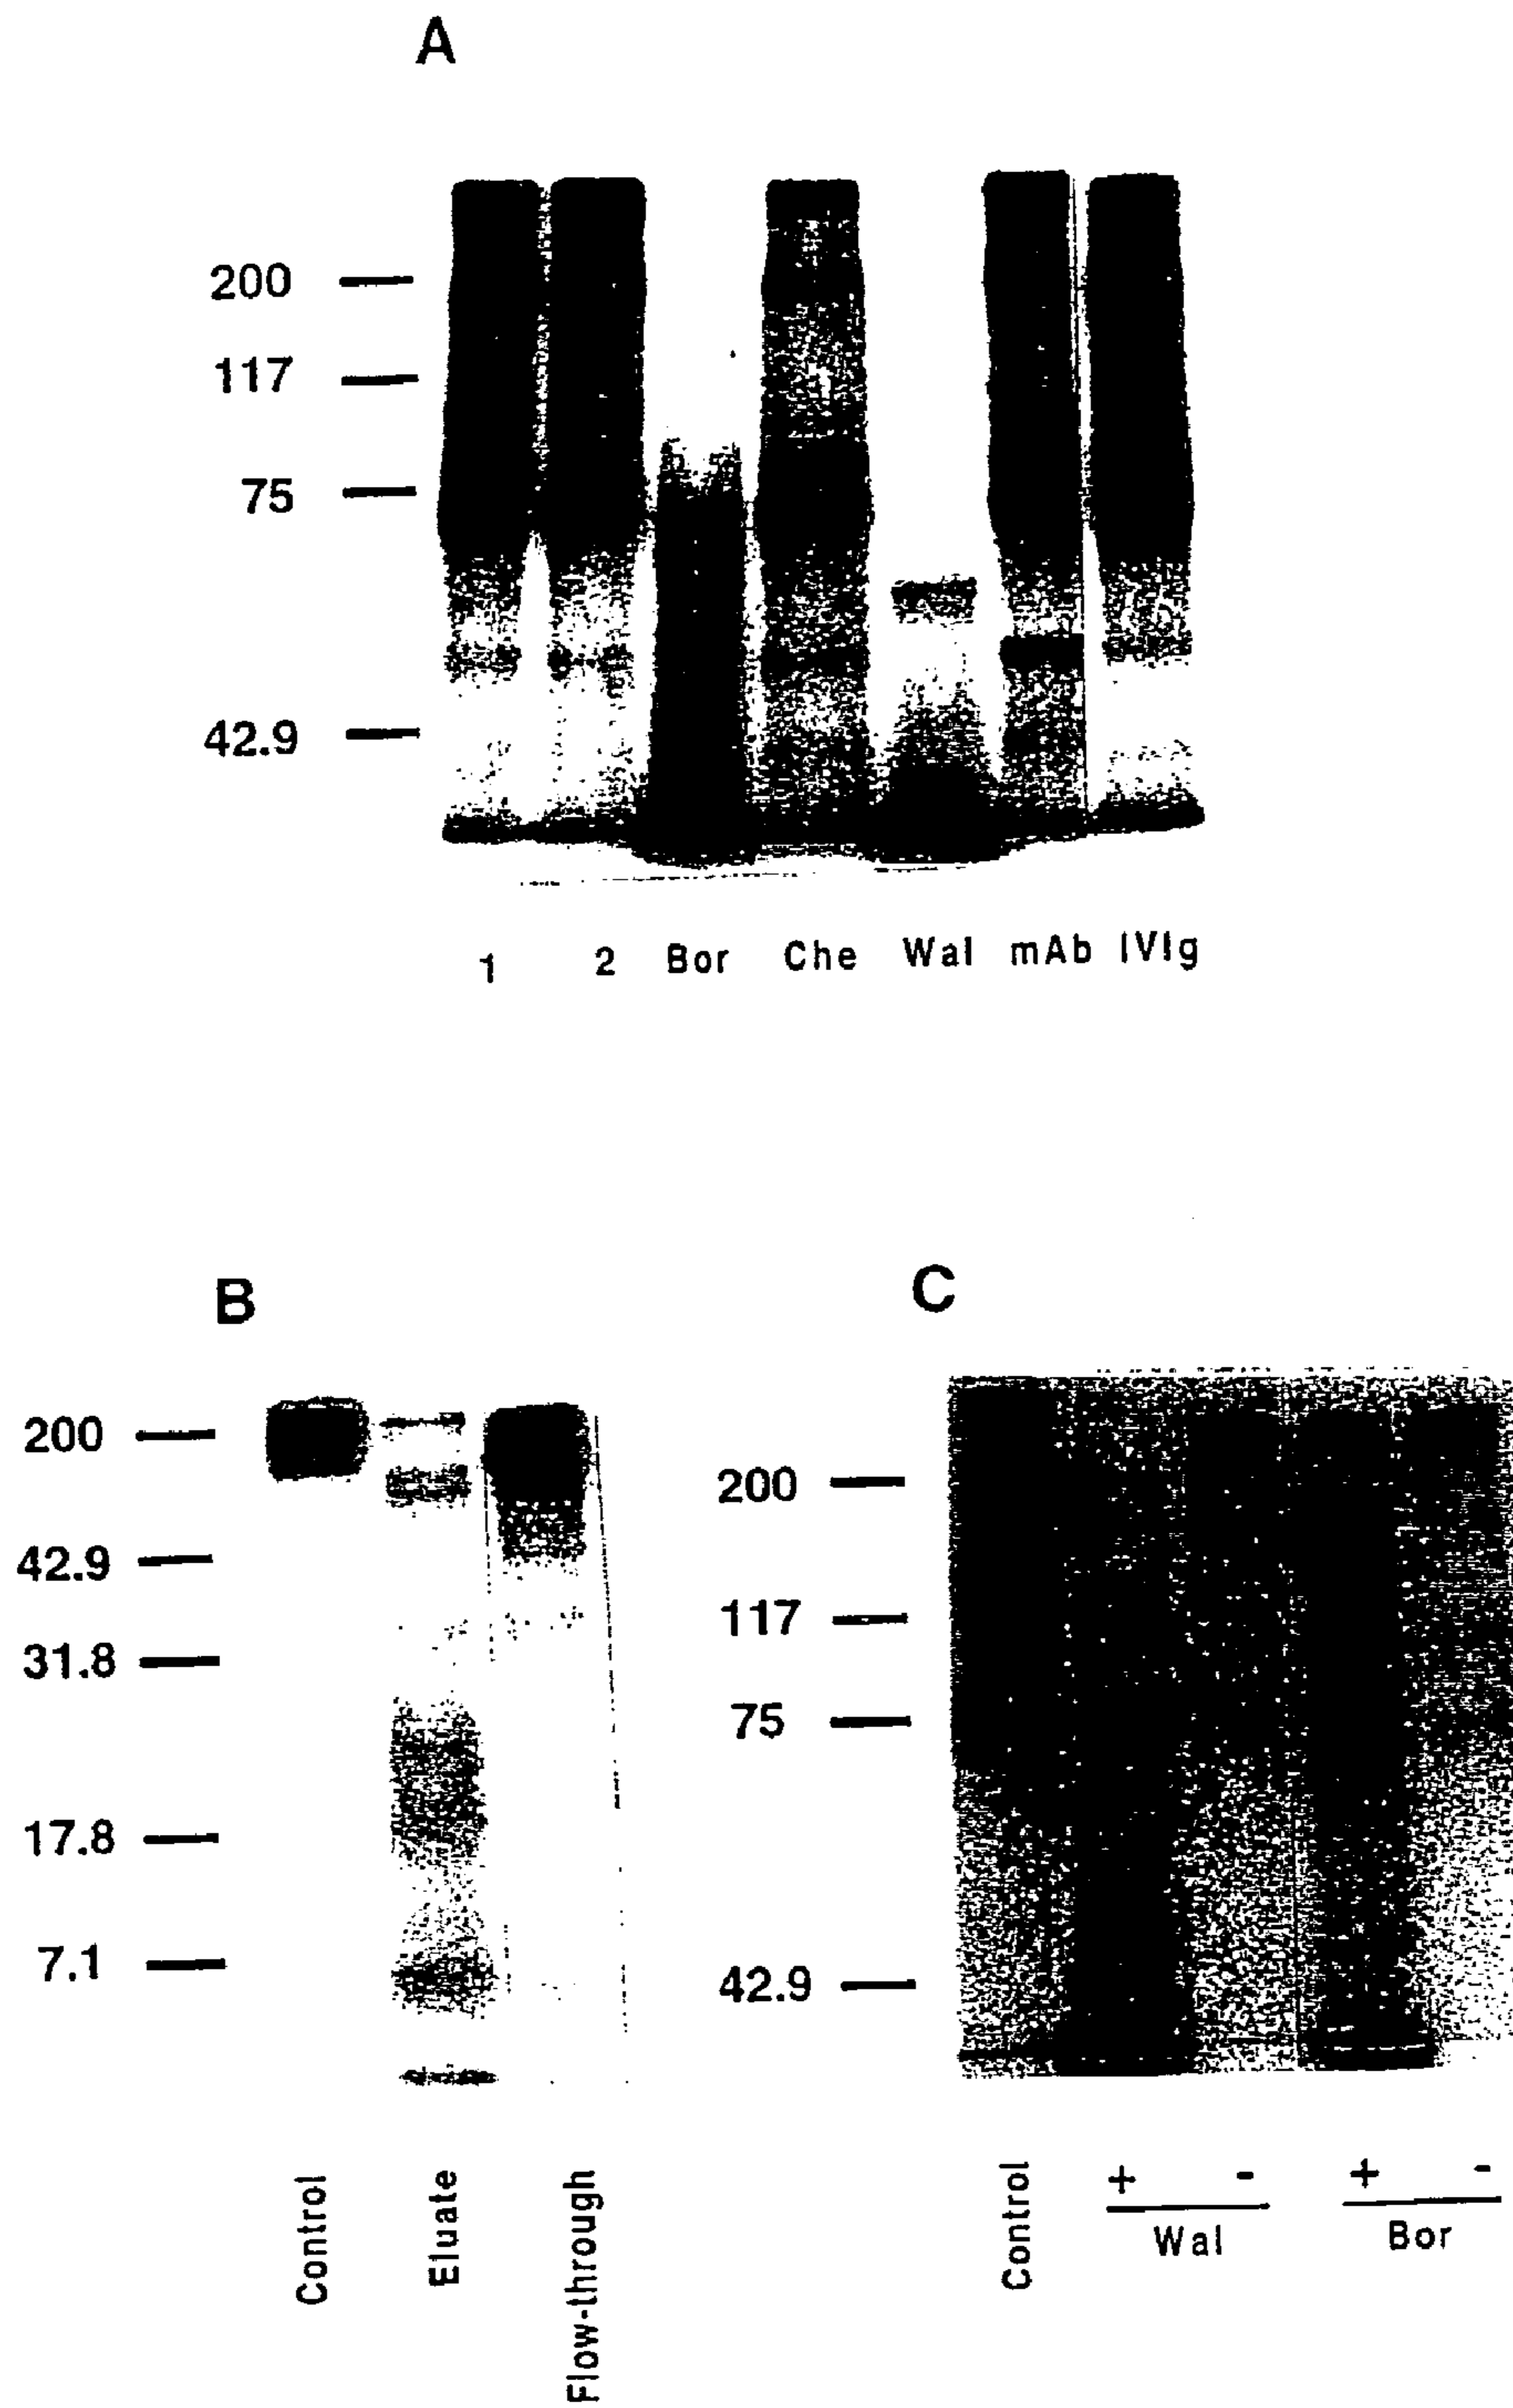 A
200
117
75
42.9
1 2 Bor Che Wal mAb IVIg
B
200
42.9
31.8
17.8
7.1
Control Eluate Flow-through
C
200
117
75
42.9
Control + - + -
Wal Bor